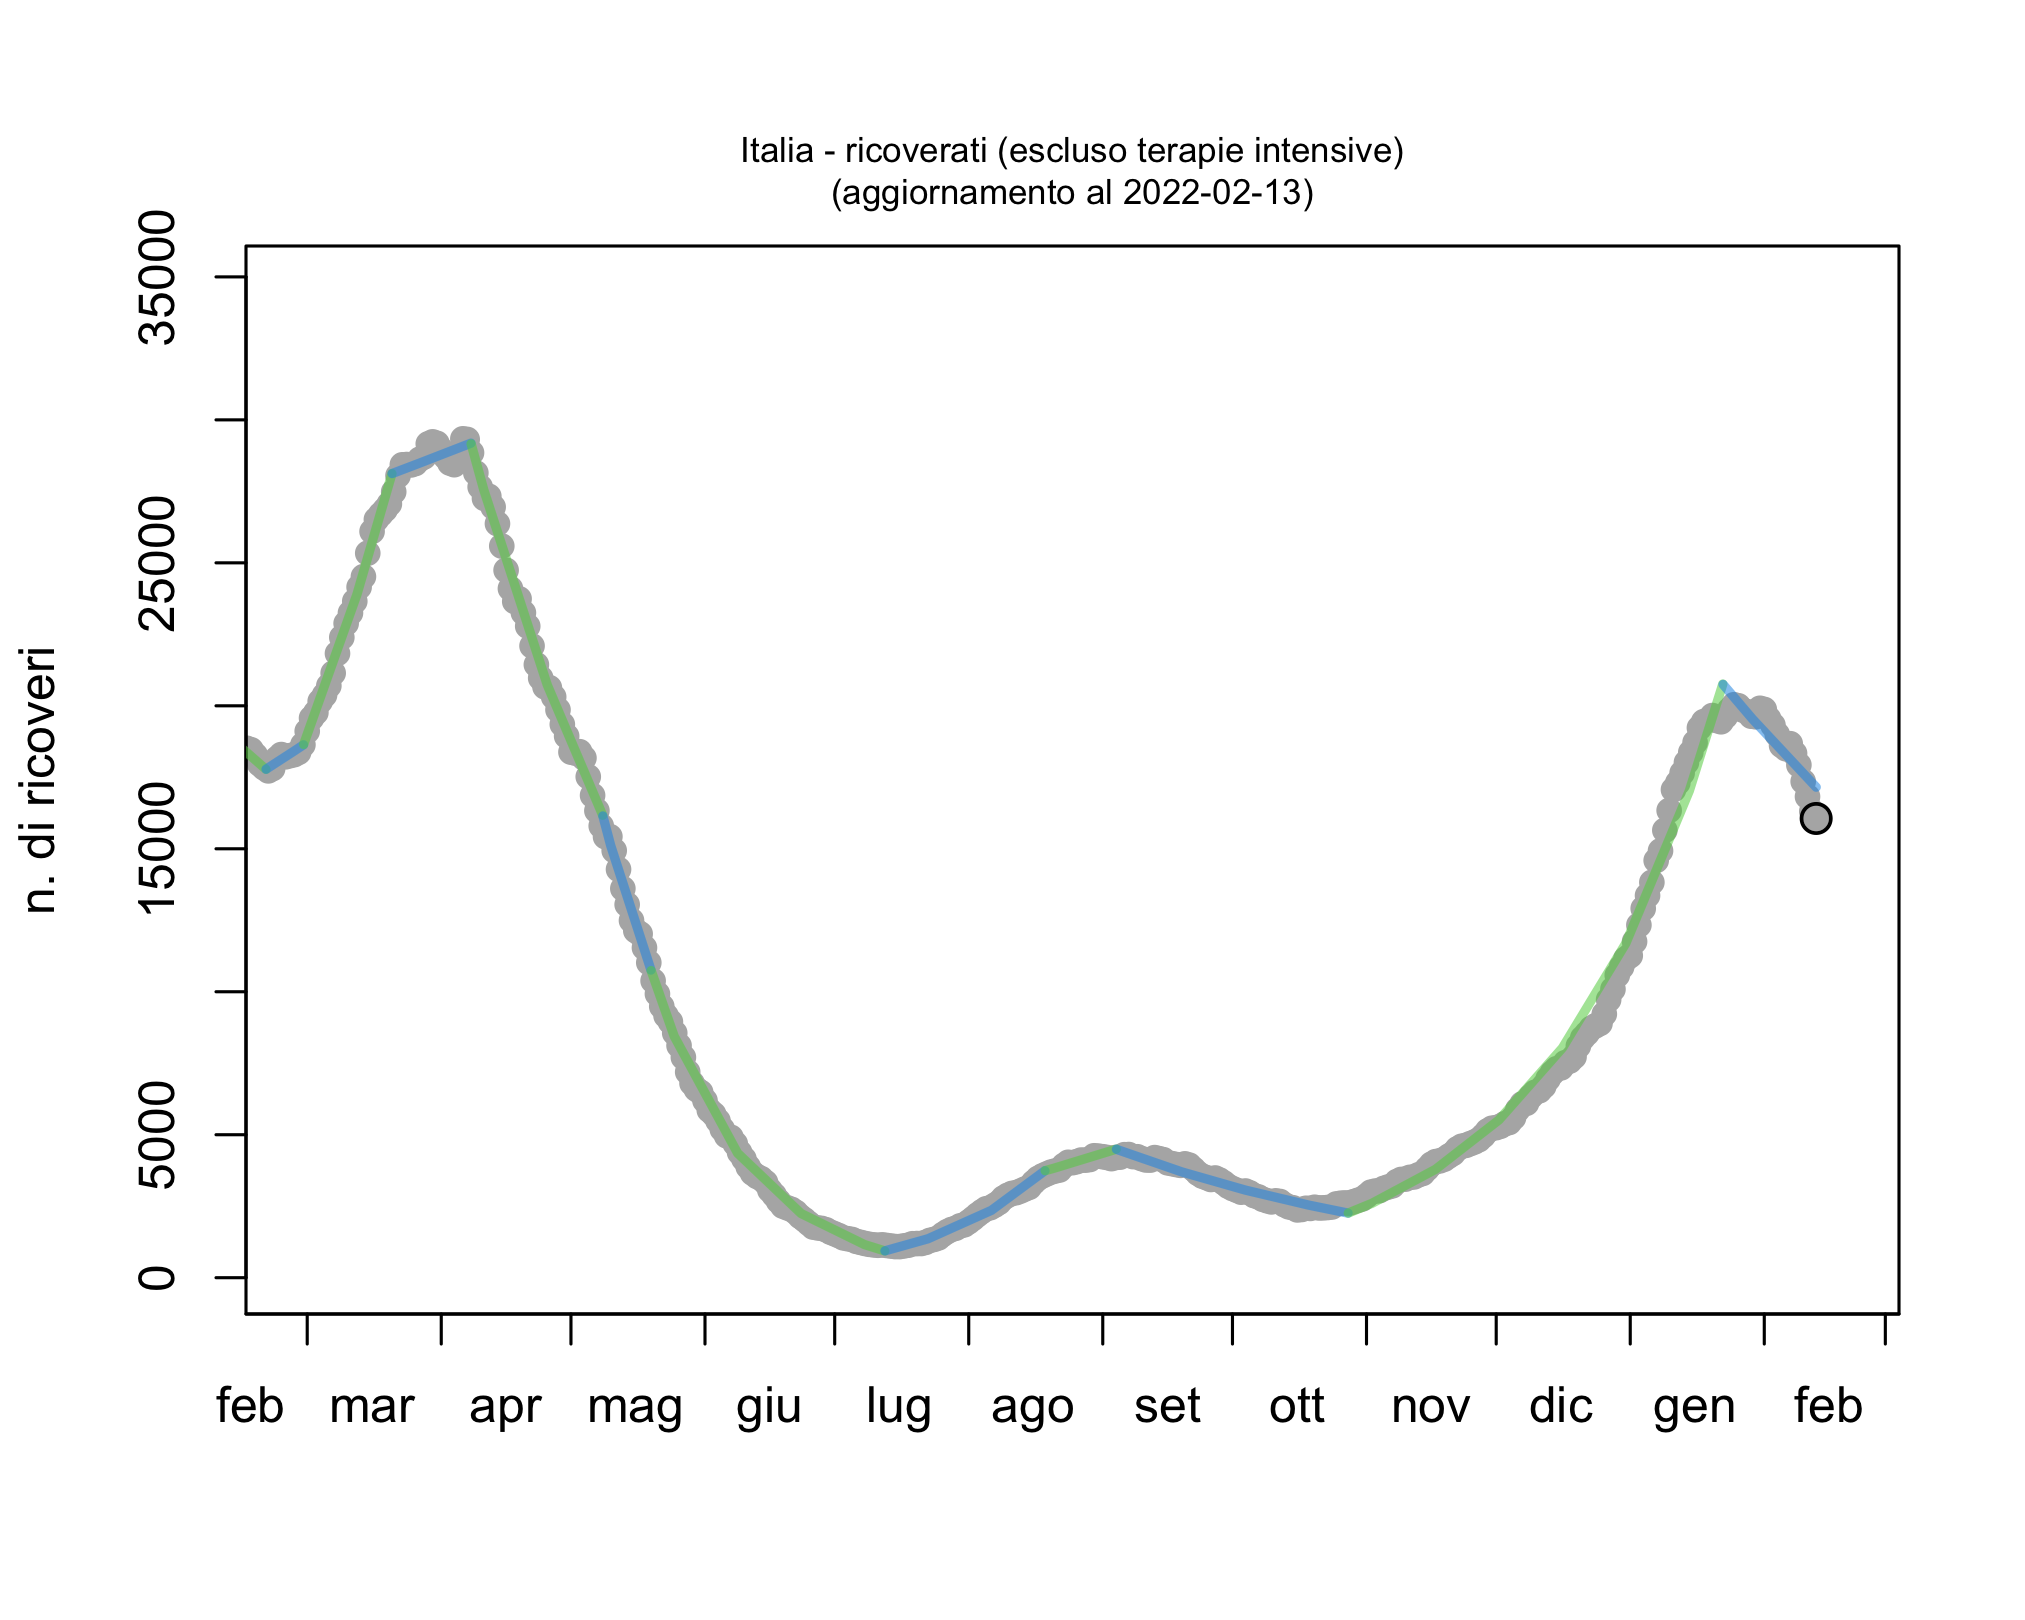 Italia - ricoverati (escluso terapie intensive)
(aggiornamento al 2022-02-13)
n. di ricoveri
35000
25000
15000
5000
0
feb mar apr mag giu lug ago set ott nov dic gen feb